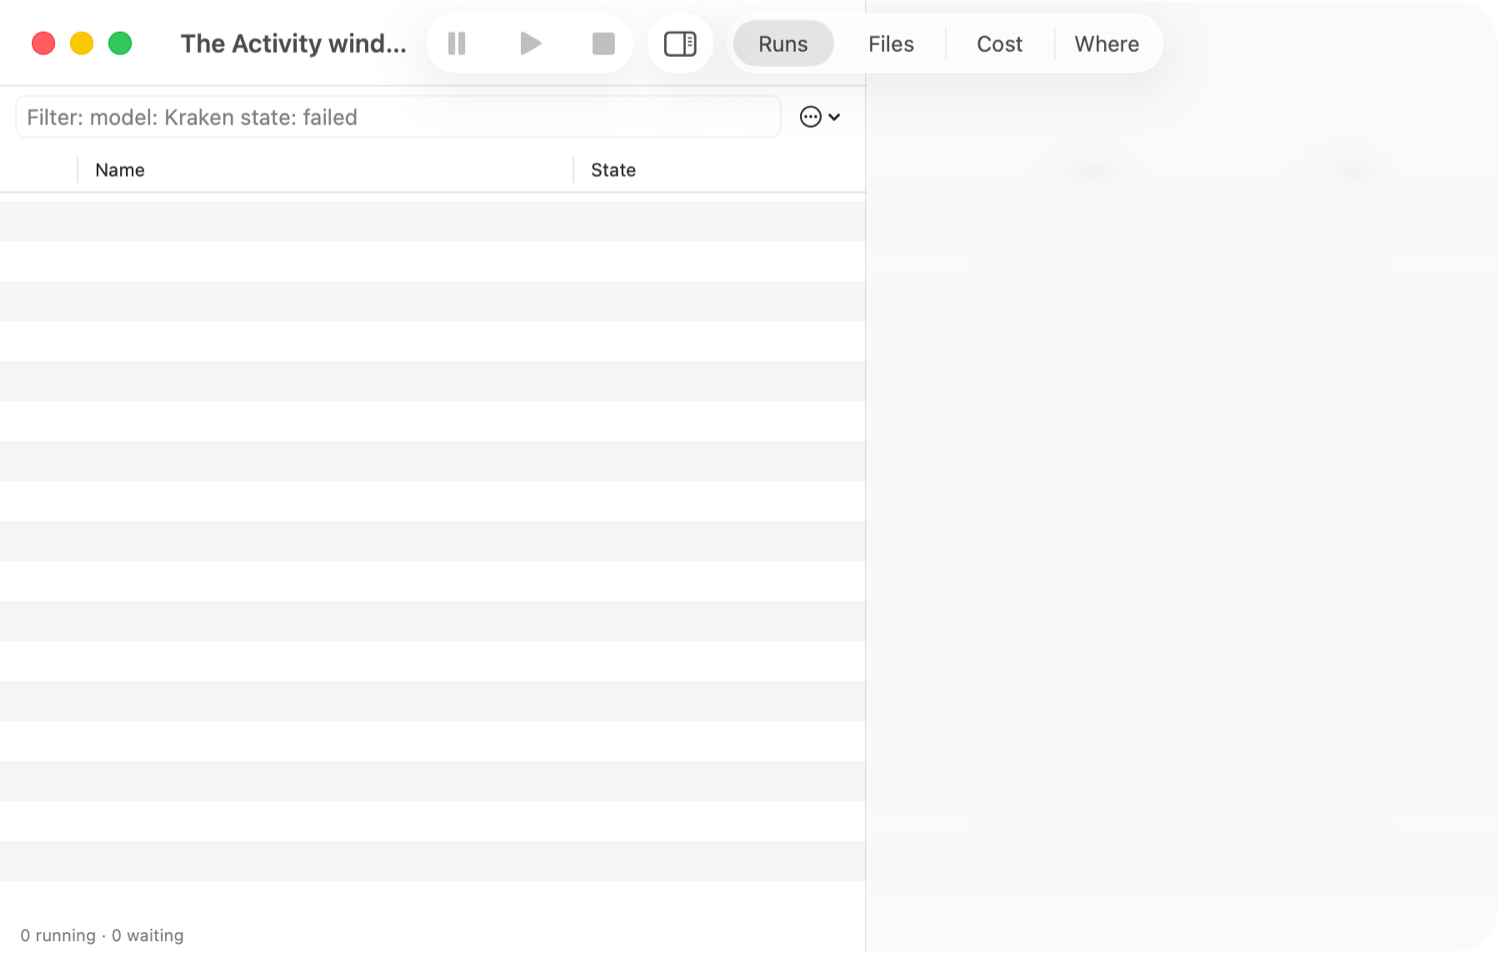 The Activity wind...
Runs
Files
Cost
Where
Filter: model: Kraken state: failed
Name
State
0 running · 0 waiting